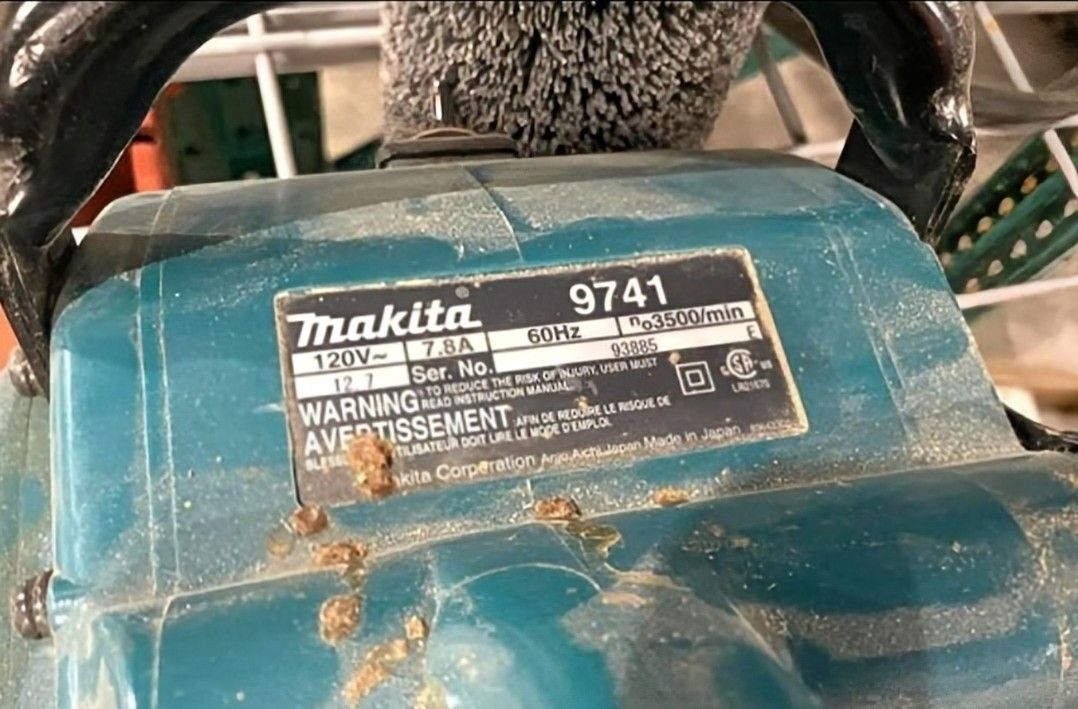 makita® 9741
120V~ 7.8A 60Hz n₀3500/min
12.7 Ser. No. 93885 E
WARNING TO REDUCE THE RISK OF INJURY, USER MUST
READ INSTRUCTION MANUAL.
AVERTISSEMENT AFIN DE REDUIRE LE RISQUE DE
UTILISATEUR DOIT LIRE LE MODE D'EMPLOI.
Corporation Anjo, Aichi, Japan Made in Japan